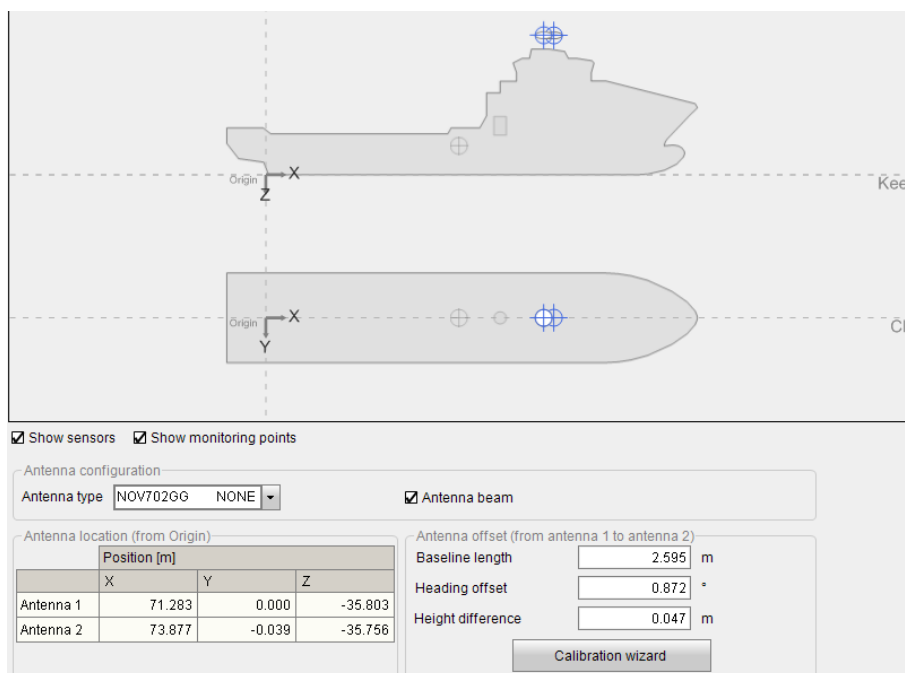 Origin
X
Z
Kee
Origin
X
Y
Cl
Show sensors Show monitoring points
Antenna configuration
Antenna type NOV702GG NONE Antenna beam
Antenna location (from Origin) Antenna offset (from antenna 1 to antenna 2)
Position [m] Baseline length 2.595 m
X Y Z Heading offset 0.872 °
Antenna 1 71.283 0.000 -35.803
Height difference 0.047 m
Antenna 2 73.877 -0.039 -35.756
Calibration wizard